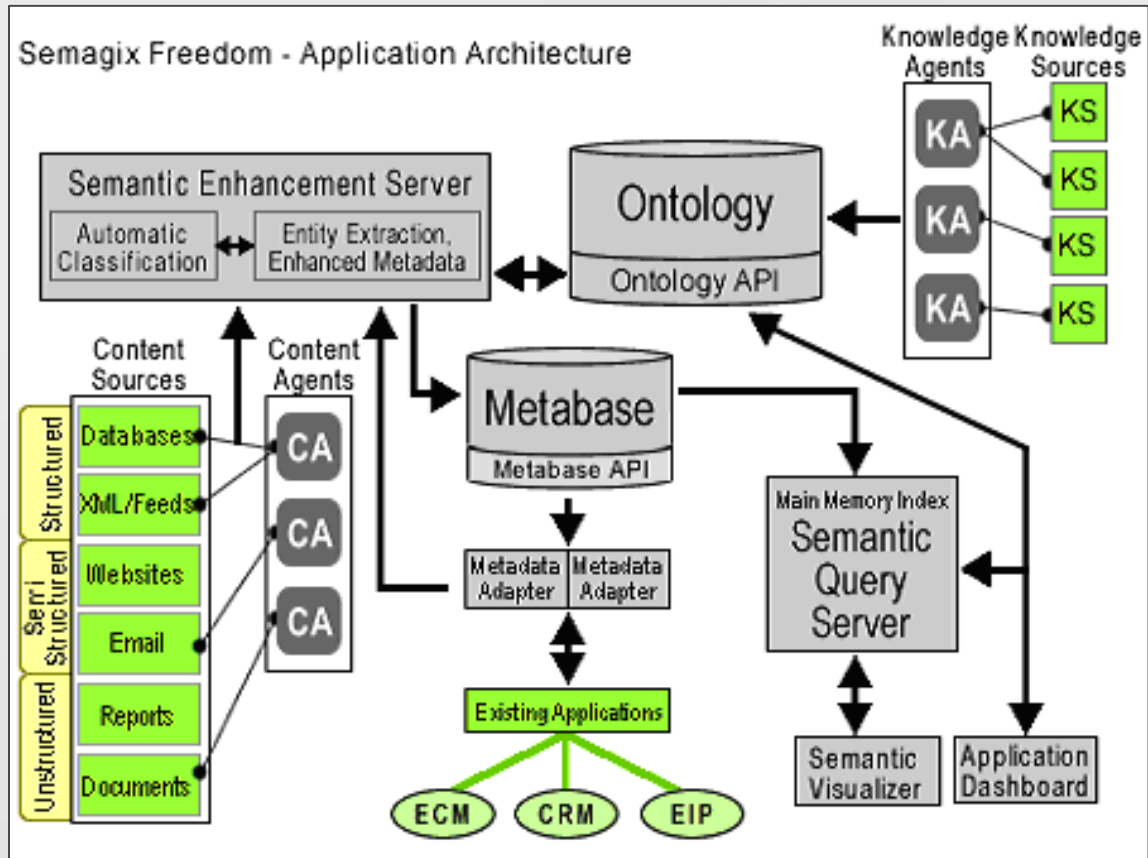 Semagix Freedom - Application Architecture
Knowledge Knowledge
Agents Sources
KA
KA
KA
KS
KS
KS
KS
Semantic Enhancement Server
Automatic
Classification
Entity Extraction,
Enhanced Metadata
Ontology
Ontology API
Content
Sources
Content
Agents
Structured
Semi
Structured
Unstructured
Databases
XML/Feeds
Websites
Email
Reports
Documents
CA
CA
CA
Metabase
Metabase API
Metadata
Adapter
Metadata
Adapter
Existing Applications
ECM
CRM
EIP
Main Memory Index
Semantic
Query
Server
Semantic
Visualizer
Application
Dashboard